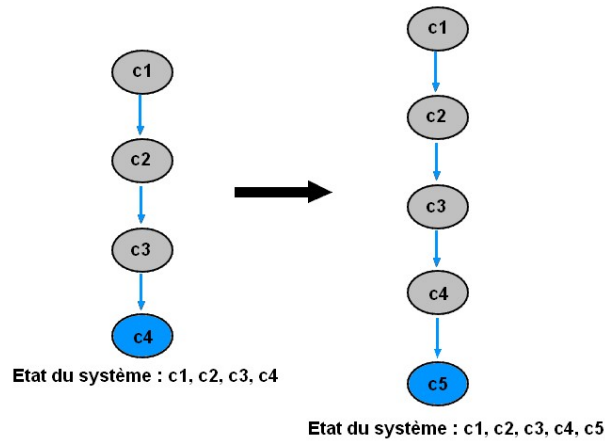 c1
c2
c3
c4
Etat du système : c1, c2, c3, c4
c1
c2
c3
c4
c5
Etat du système : c1, c2, c3, c4, c5